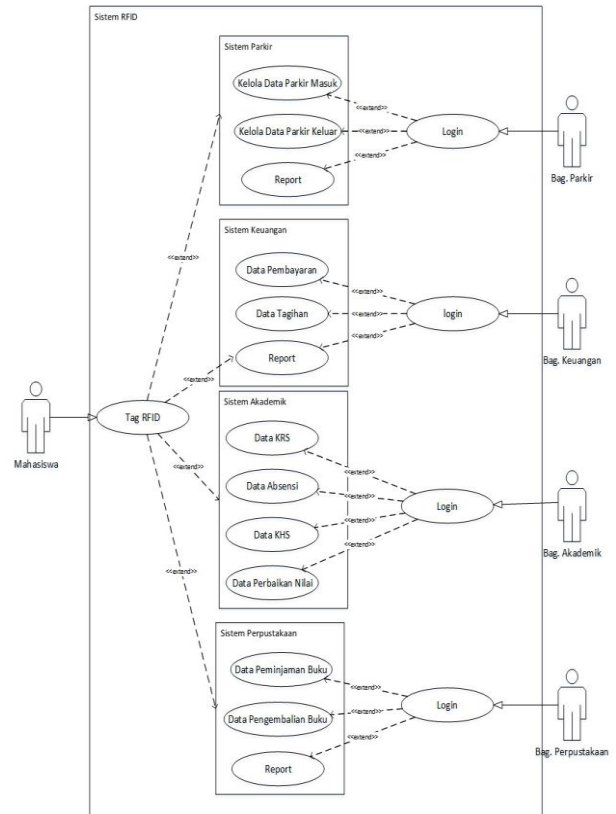 Sistem RFID
Sistem Parkir
Kelola Data Parkir Masuk
<<extend>>
Kelola Data Parkir Keluar
<<extend>>
Login
Report
<<extend>>
Bag. Parkir
Sistem Keuangan
<<extend>>
Data Pembayaran
<<extend>>
Data Tagihan
<<extend>>
login
Report
<<extend>>
Bag. Keuangan
<<extend>>
Mahasiswa
Tag RFID
Sistem Akademik
Data KRS
<<extend>>
<<extend>>
Data Absensi
<<extend>>
Login
Data KHS
<<extend>>
Bag. Akademik
<<extend>>
Data Perbaikan Nilai
<<extend>>
Sistem Perpustakaan
Data Peminjaman Buku
<<extend>>
Data Pengembalian Buku
<<extend>>
Login
<<extend>>
Bag. Perpustakaan
Report